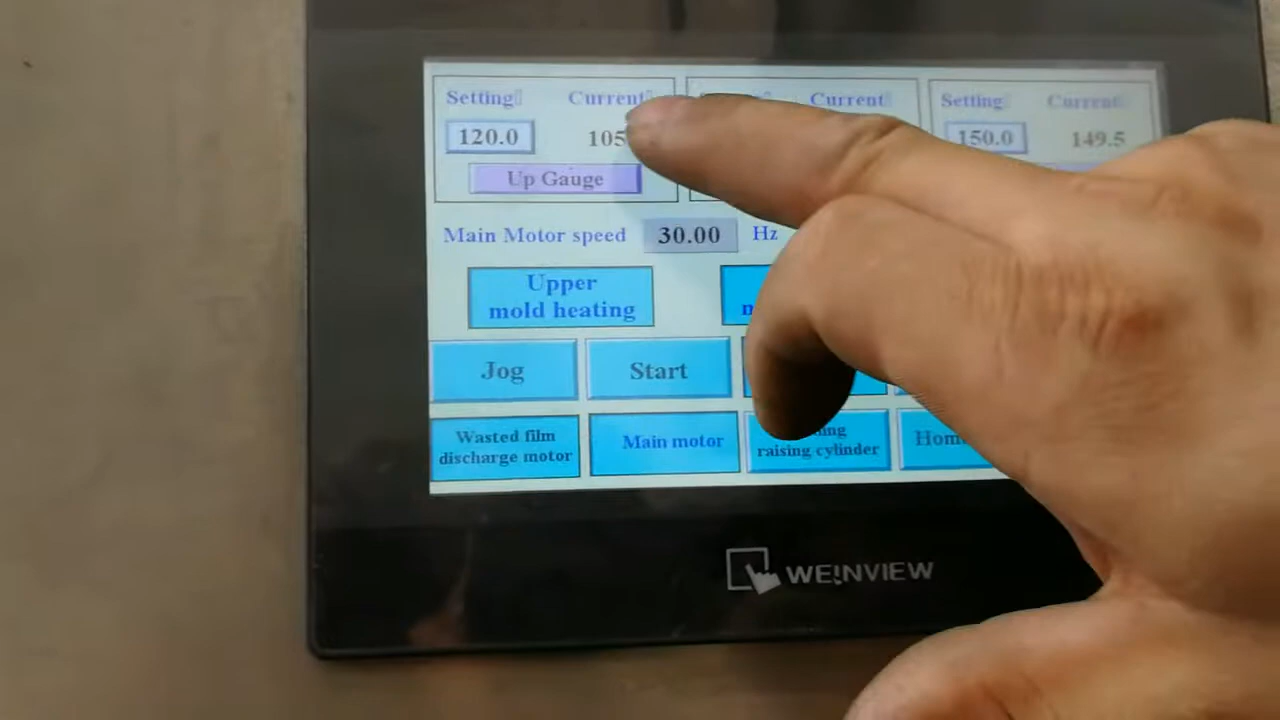 Setting Current Current Setting Current
120.0 105 150.0 149.5
Up Gauge
Main Motor speed 30.00 Hz
Upper
mold heating
Jog Start
Wasted film
discharge motor
Main motor
raising cylinder
WEINVIEW